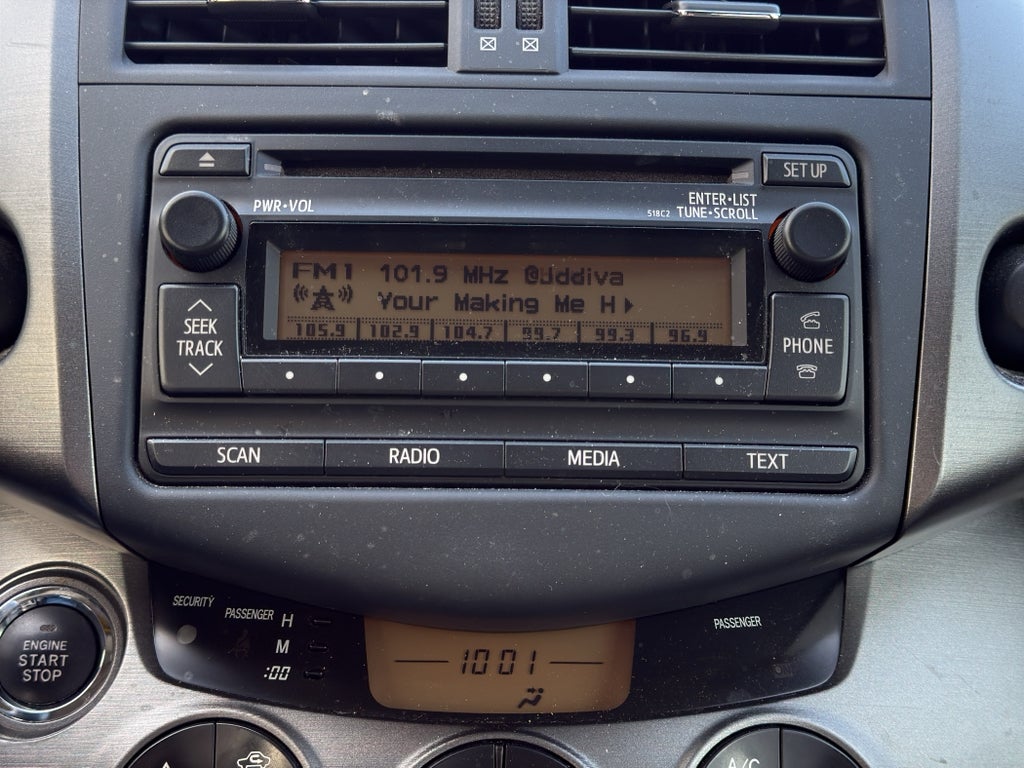 SET UP
PWR•VOL
ENTER•LIST
518C2 TUNE•SCROLL
FM1 101.9 MHz @Jddiva
Your Making Me H
105.9 102.9 104.7 89.7 99.3 96.9
SEEK
TRACK
PHONE
SCAN RADIO MEDIA TEXT
SECURITY PASSENGER H
M
:00
PASSENGER
ENGINE
START
STOP
10 01
A/C